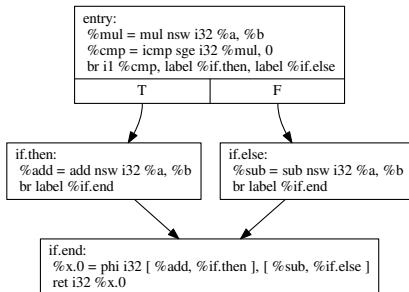 entry:
%mul = mul nsw i32 %a, %b
%cmp = icmp sge i32 %mul, 0
br i1 %cmp, label %if.then, label %if.else
T
F
if.then:
%add = add nsw i32 %a, %b
br label %if.end
if.else:
%sub = sub nsw i32 %a, %b
br label %if.end
if.end:
%x.0 = phi i32 [ %add, %if.then ], [ %sub, %if.else ]
ret i32 %x.0